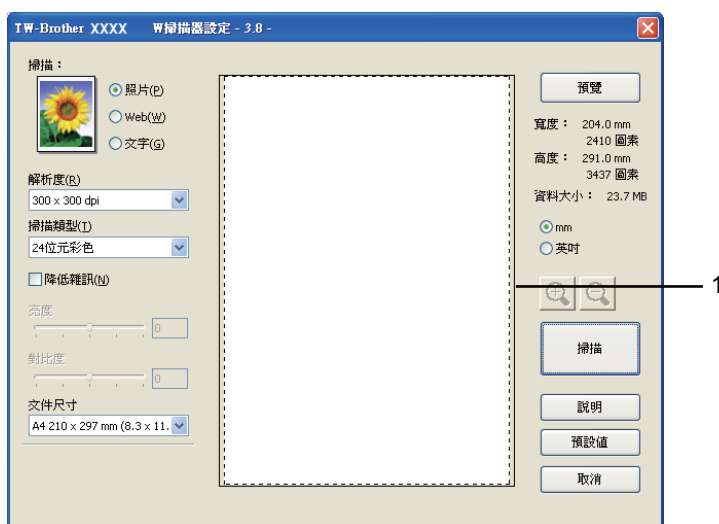 TW-Brother XXXX W掃描器設定 - 3.8 -
掃描：
照片(P)
Web(W)
文字(G)
解析度(R)
300 x 300 dpi
掃描類型(T)
24位元彩色
降低雜訊(N)
亮度
0
對比度
0
文件尺寸
A4 210 x 297 mm (8.3 x 11.
預覽
寬度： 204.0 mm
2410 圖素
高度： 291.0 mm
3437 圖素
資料大小： 23.7 MB
mm
英吋
掃描
說明
預設值
取消
1